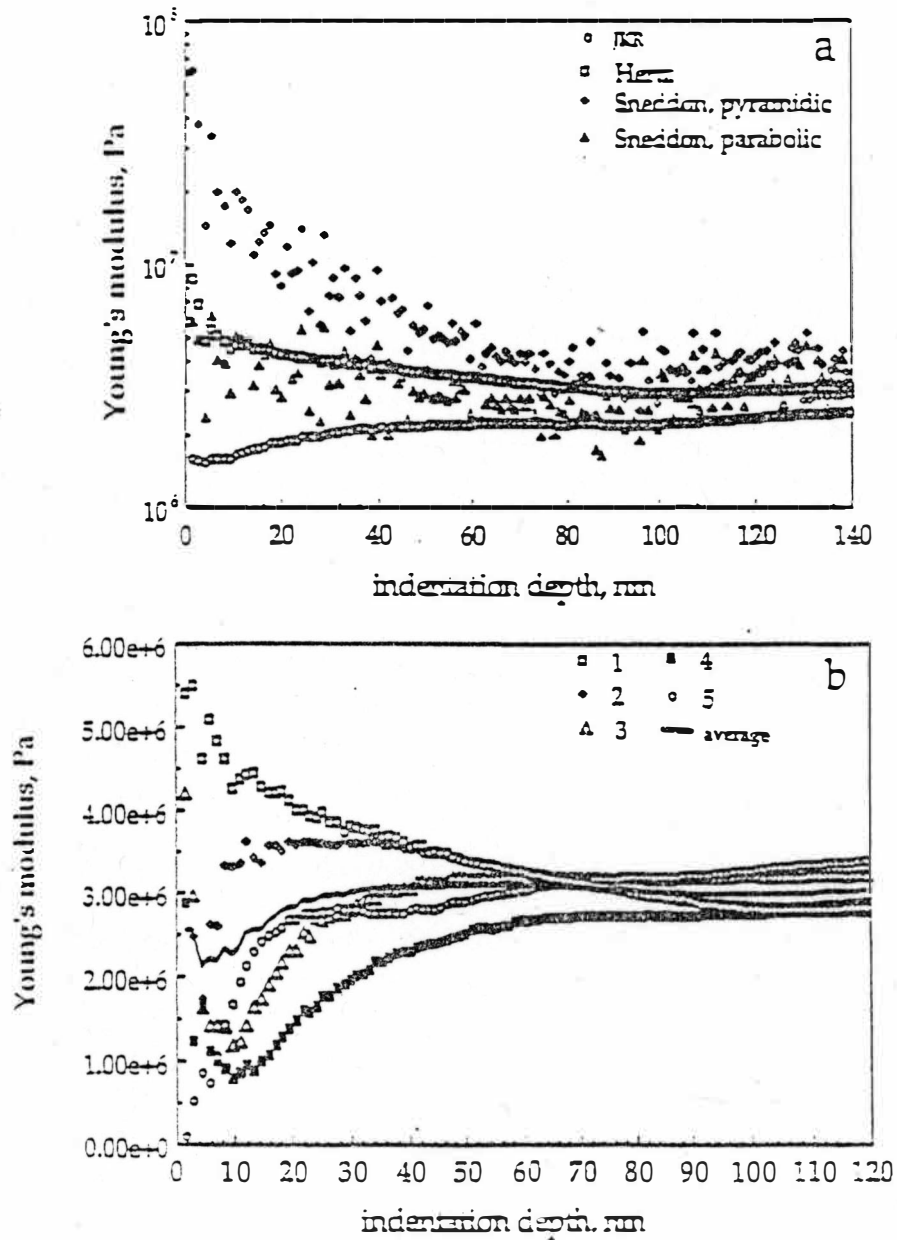 a
10⁸
JKR
Hertz
Sneddon, pyramidic
Sneddon, parabolic
Young's modulus, Pa
10⁷
10⁶
0 20 40 60 80 100 120 140
indentation depth, nm
b
6.00e+6
1 4
2 5
3 average
5.00e+6
4.00e+6
Young's modulus, Pa
3.00e+6
2.00e+6
1.00e+6
0.00e+0
0 10 20 30 40 50 60 70 80 90 100 110 120
indentation depth, nm